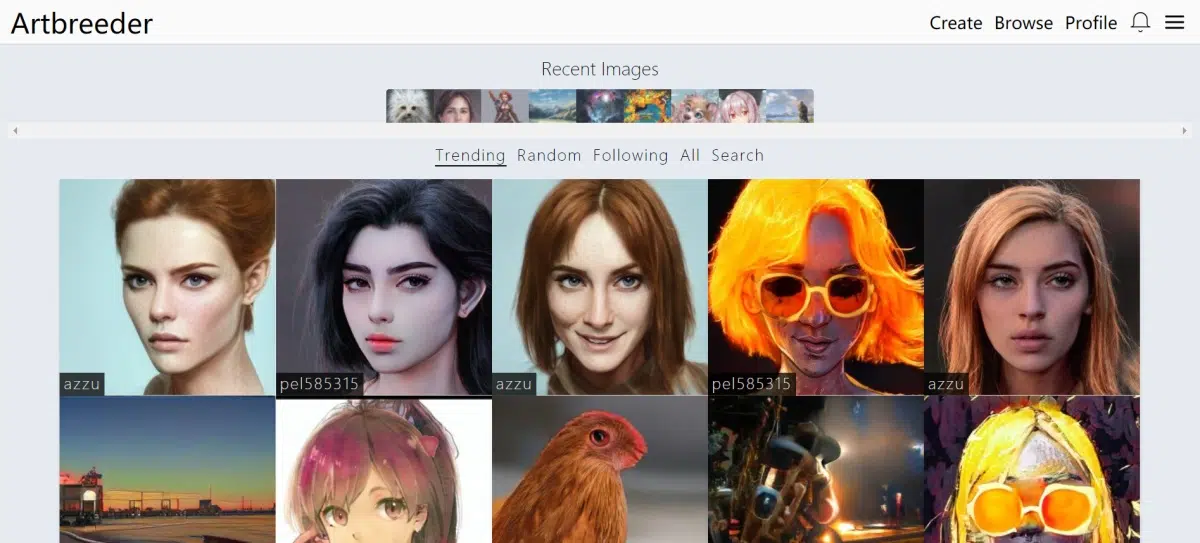 Artbreeder
Create Browse Profile
Recent Images
Trending Random Following All Search
azzu
pel585315
azzu
pel585315
azzu